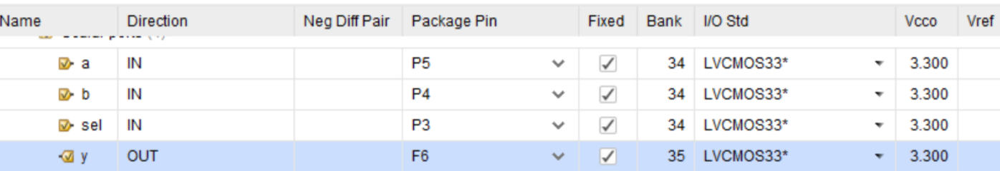 Name Direction Neg Diff Pair Package Pin Fixed Bank I/O Std Vcco Vref
a IN P5 34 LVCMOS33* 3.300
b IN P4 34 LVCMOS33* 3.300
sel IN P3 34 LVCMOS33* 3.300
y OUT F6 35 LVCMOS33* 3.300